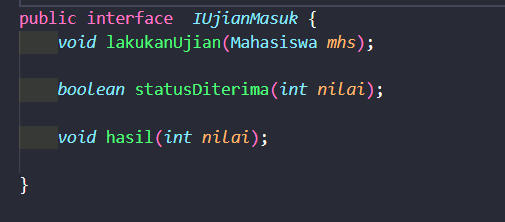 public interface  IUjianMasuk {
    void lakukanUjian(Mahasiswa mhs);
    boolean statusDiterima(int nilai);
    void hasil(int nilai);
}